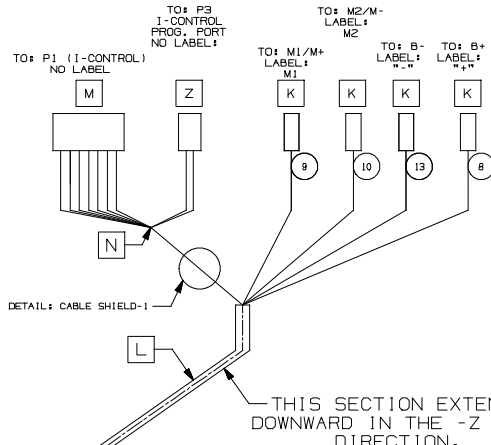 TO: P3
I-CONTROL
PROG. PORT
NO LABEL:
TO: P1 (I-CONTROL)
NO LABEL
TO: M1/M+
LABEL:
M1
TO: M2/M-
LABEL:
M2
TO: B-
LABEL:
"-"
TO: B+
LABEL:
"+"
M
Z
K
K
K
K
9
10
13
8
N
DETAIL: CABLE SHIELD-1
L
THIS SECTION EXTEN
DOWNWARD IN THE -Z
DIRECTION.